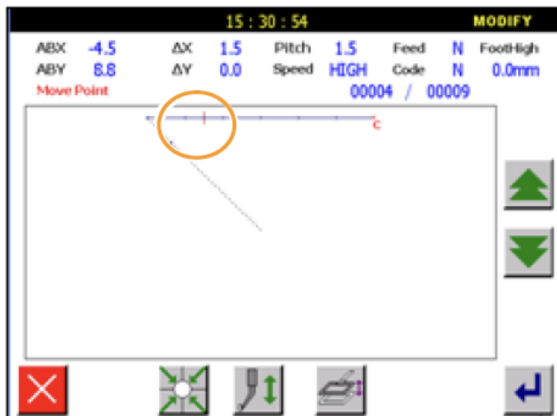 15 : 30 : 54 MODIFY
ABX -4.5 ΔX 1.5 Pitch 1.5 Feed N FootHigh
ABY 8.8 ΔY 0.0 Speed HIGH Code N 0.0mm
Move Point 00004 / 00009
C